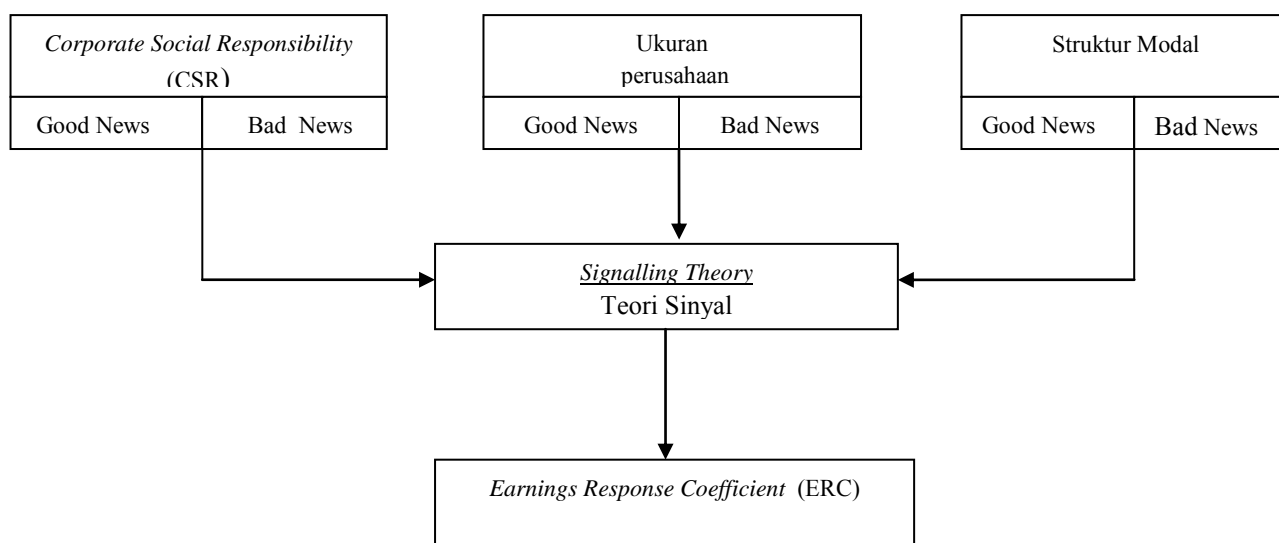 Corporate Social Responsibility
(CSR)
Good News Bad News
Ukuran
perusahaan
Good News Bad News
Struktur Modal
Good News Bad News
Signalling Theory
Teori Sinyal
Earnings Response Coefficient (ERC)